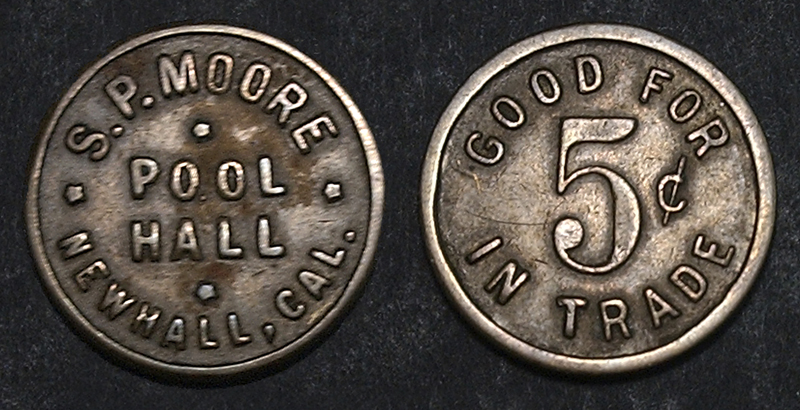 S. P. MOORE
POOL
HALL
NEWHALL, CAL.
GOOD FOR
5¢
IN TRADE